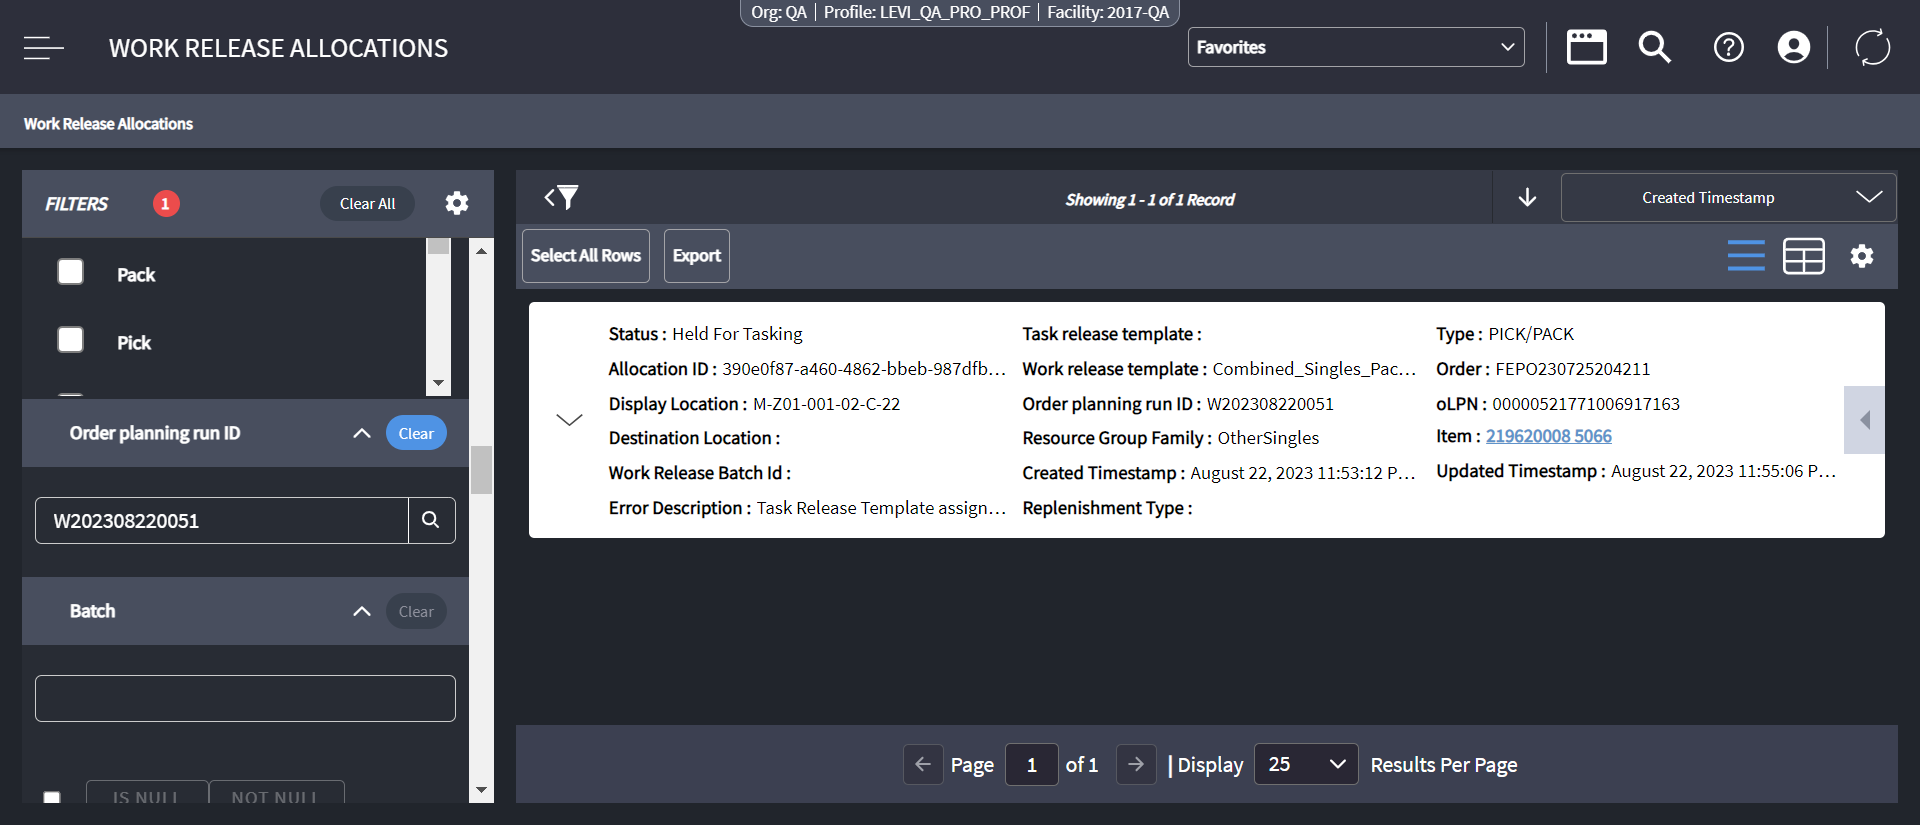 Org: QA | Profile: LEVI_QA_PRO_PROF | Facility: 2017-QA
WORK RELEASE ALLOCATIONS
Favorites
Work Release Allocations
FILTERS
1
Clear All
Pack
Pick
Order planning run ID
Clear
W202308220051
Batch
Clear
IS NULL
NOT NULL
Showing 1 - 1 of 1 Record
Created Timestamp
Select All Rows
Export
Status : Held For Tasking
Allocation ID : 390e0f87-a460-4862-bbeb-987dfb...
Display Location : M-Z01-001-02-C-22
Destination Location :
Work Release Batch Id :
Error Description : Task Release Template assign...
Task release template :
Work release template : Combined_Singles_Pac...
Order planning run ID : W202308220051
Resource Group Family : OtherSingles
Created Timestamp : August 22, 2023 11:53:12 P...
Replenishment Type :
Type : PICK/PACK
Order : FEPO230725204211
oLPN : 00000521771006917163
Item : 219620008 5066
Updated Timestamp : August 22, 2023 11:55:06 P...
Page 1 of 1 | Display 25 Results Per Page